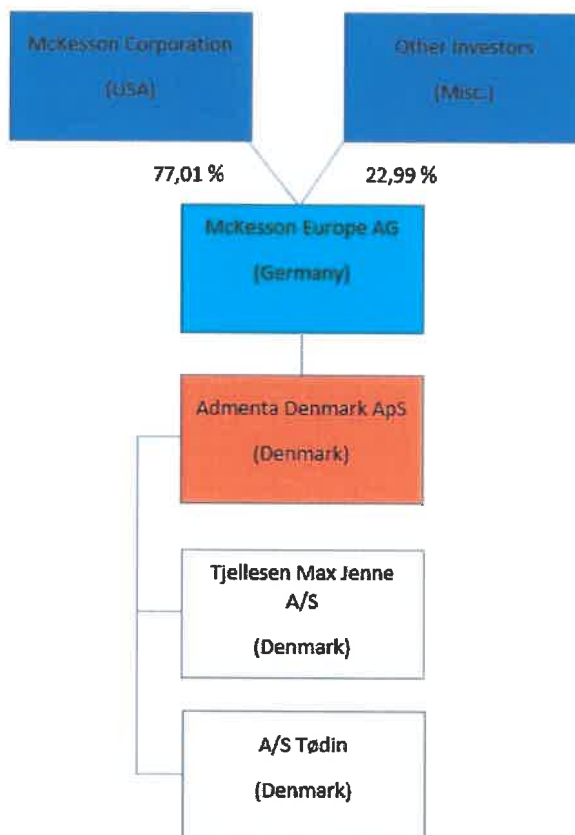 McKesson Corporation
(USA)
Other Investors
(Misc.)
77,01 %
22,99 %
McKesson Europe AG
(Germany)
Admenta Denmark ApS
(Denmark)
Tjellesen Max Jenne
A/S
(Denmark)
A/S Tødin
(Denmark)